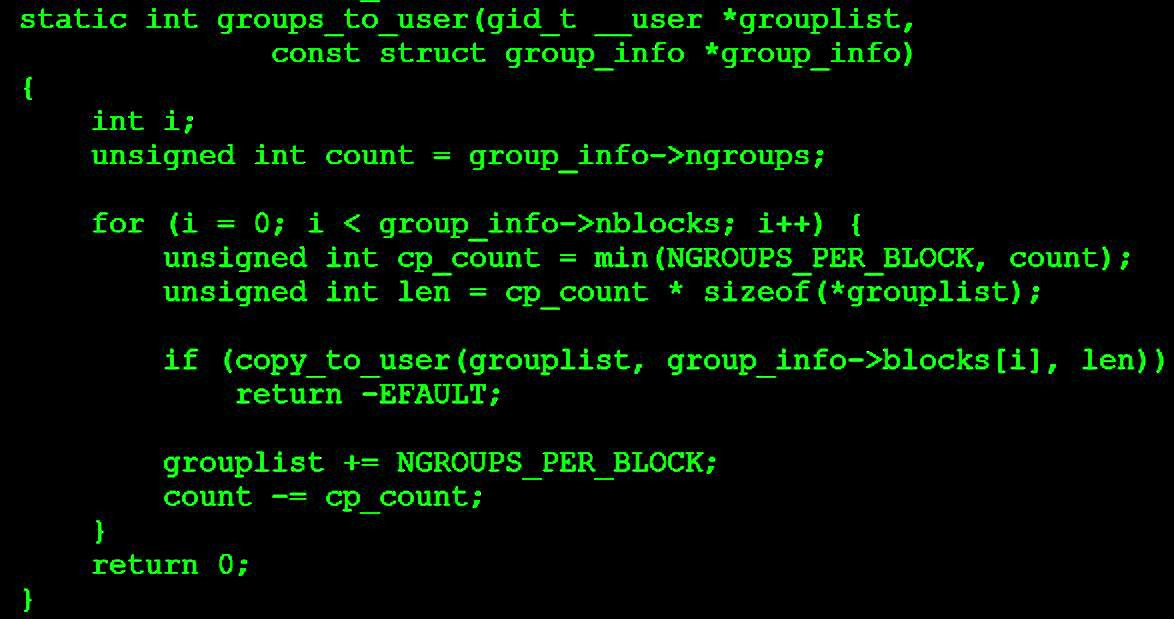 static int groups_to_user(gid_t __user *grouplist,
              const struct group_info *group_info)
{
    int i;
    unsigned int count = group_info->ngroups;

    for (i = 0; i < group_info->nblocks; i++) {
        unsigned int cp_count = min(NGROUPS_PER_BLOCK, count);
        unsigned int len = cp_count * sizeof(*grouplist);

        if (copy_to_user(grouplist, group_info->blocks[i], len))
            return -EFAULT;

        grouplist += NGROUPS_PER_BLOCK;
        count -= cp_count;
    }
    return 0;
}